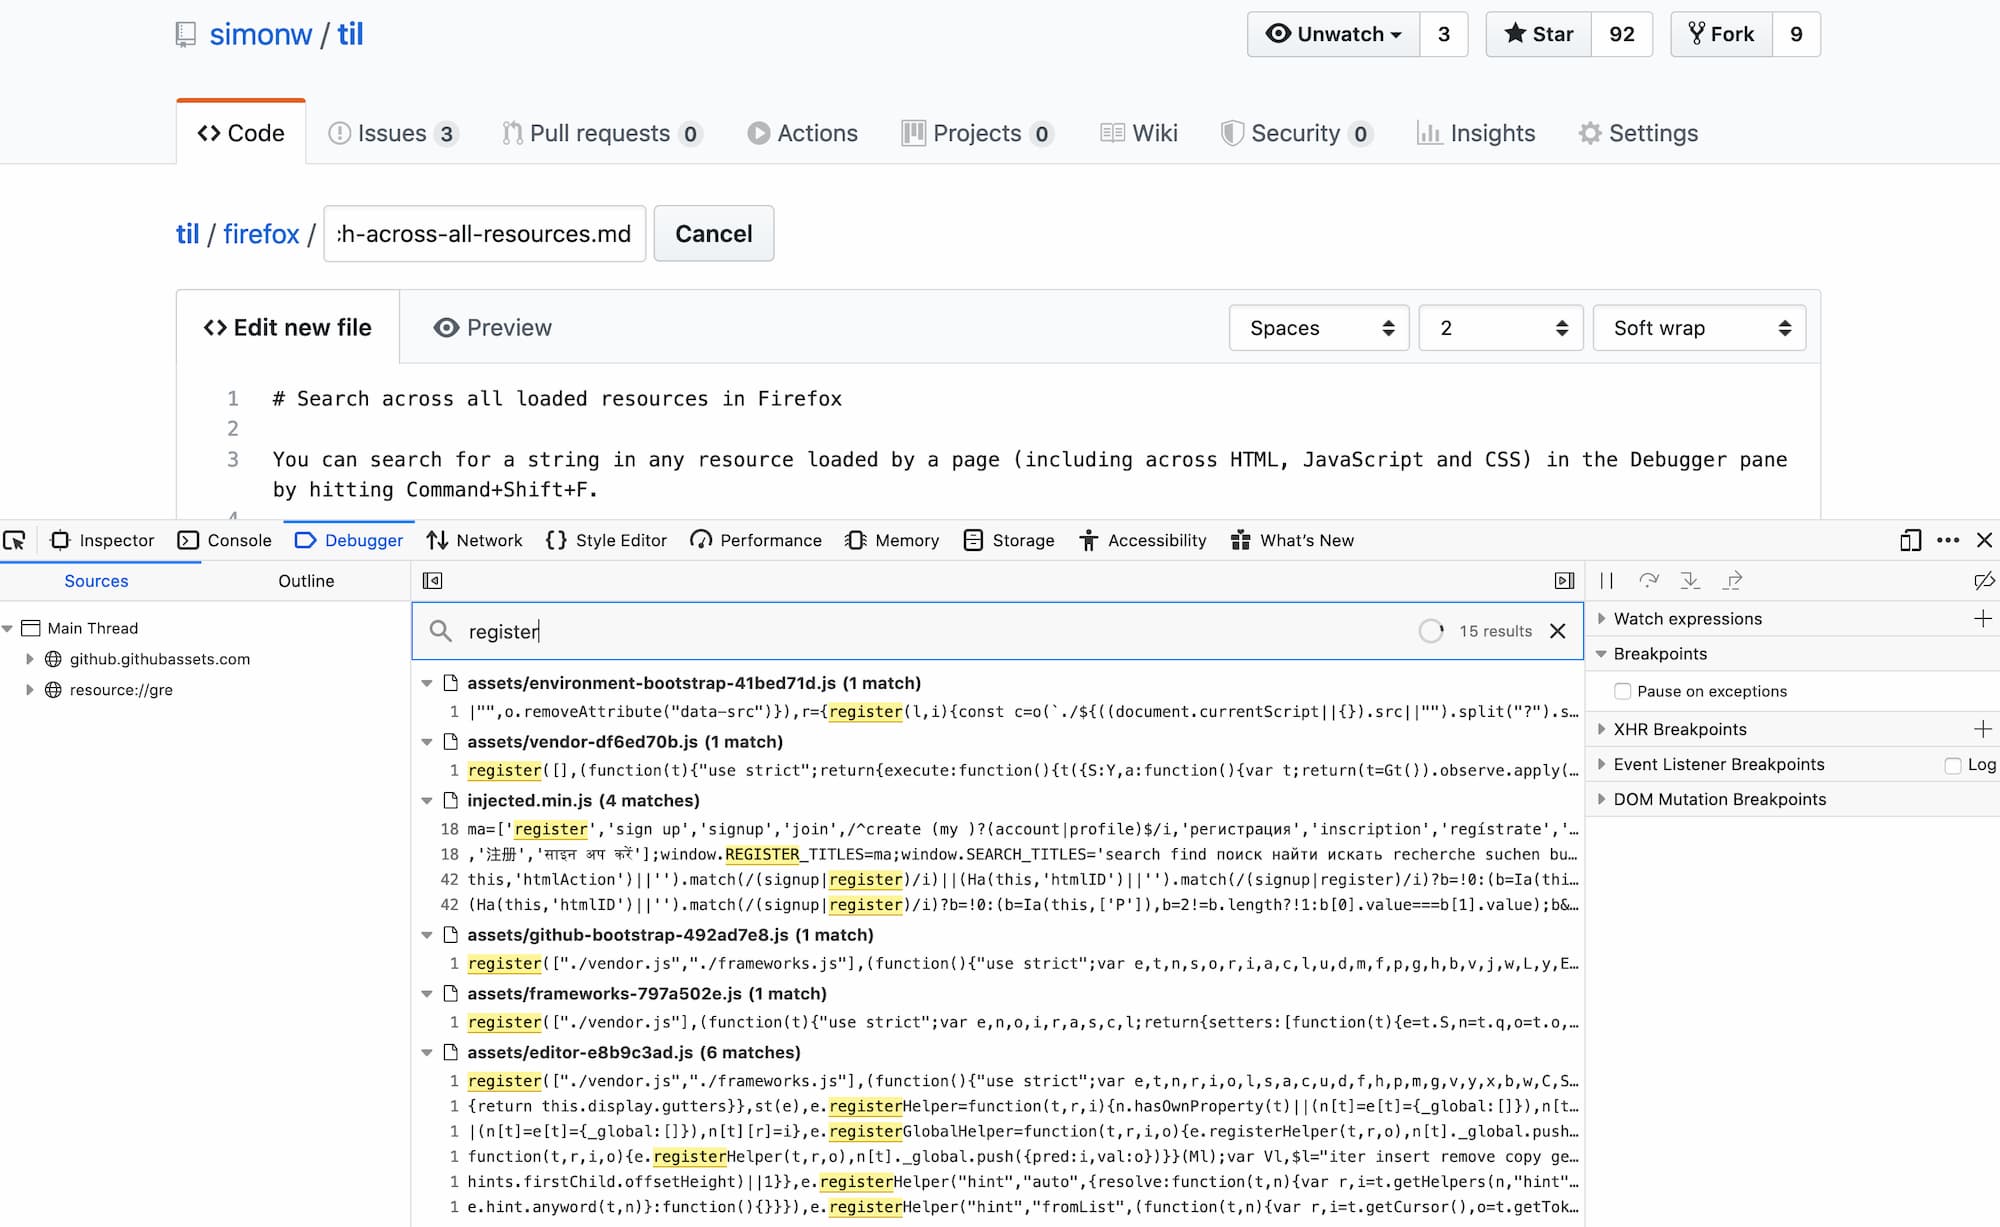 simonw / til
Unwatch 3 Star 92 Fork 9
Code Issues 3 Pull requests 0 Actions Projects 0 Wiki Security 0 Insights Settings
til / firefox / h-across-all-resources.md Cancel
Edit new file Preview Spaces 2 Soft wrap
1 # Search across all loaded resources in Firefox
2
3 You can search for a string in any resource loaded by a page (including across HTML, JavaScript and CSS) in the Debugger pane
by hitting Command+Shift+F.
4
Inspector Console Debugger Network {} Style Editor Performance Memory Storage Accessibility What's New
Sources Outline
Main Thread
github.githubassets.com
resource://gre
register 15 results
assets/environment-bootstrap-41bed71d.js (1 match)
1 |"",o.removeAttribute("data-src")}),r={register(l,i){const c=o(`./${((document.currentScript||{}).src||"").split("?").s…
assets/vendor-df6ed70b.js (1 match)
1 register([],(function(t){"use strict";return{execute:function(){t({S:Y,a:function(){var t;return(t=Gt()).observe.apply(…
injected.min.js (4 matches)
18 ma=['register','sign up','signup','join',/^create (my )?(account|profile)$/i,'регистрация','inscription','regístrate','…
18 ,'注册','साइन अप करें'];window.REGISTER_TITLES=ma;window.SEARCH_TITLES='search find поиск найти искать recherche suchen bu…
42 this,'htmlAction')||'').match(/(signup|register)/i)||(Ha(this,'htmlID')||'').match(/(signup|register)/i)?b=!0:(b=Ia(thi…
42 (Ha(this,'htmlID')||'').match(/(signup|register)/i)?b=!0:(b=Ia(this,['P']),b=2!=b.length?!1:b[0].value===b[1].value);b&…
assets/github-bootstrap-492ad7e8.js (1 match)
1 register(["./vendor.js","./frameworks.js"],(function(){"use strict";var e,t,n,s,o,r,i,a,c,l,u,d,m,f,p,g,h,b,v,j,w,L,y,E…
assets/frameworks-797a502e.js (1 match)
1 register(["./vendor.js"],(function(t){"use strict";var e,n,o,i,r,a,s,c,l;return{setters:[function(t){e=t.S,n=t.q,o=t.o,…
assets/editor-e8b9c3ad.js (6 matches)
1 register(["./vendor.js","./frameworks.js"],(function(){"use strict";var e,t,n,r,i,o,l,s,a,c,u,d,f,h,p,m,g,v,y,x,b,w,C,S…
1 {return this.display.gutters}},st(e),e.registerHelper=function(t,r,i){n.hasOwnProperty(t)||(n[t]=e[t]={_global:[]}),n[t…
1 |(n[t]=e[t]={_global:[]}),n[t][r]=i},e.registerGlobalHelper=function(t,r,i,o){e.registerHelper(t,r,o),n[t]._global.push…
1 function(t,r,i,o){e.registerHelper(t,r,o),n[t]._global.push({pred:i,val:o})}}(Ml);var Vl,$l="iter insert remove copy ge…
1 hints.firstChild.offsetHeight)||1}},e.registerHelper("hint","auto",{resolve:function(t,n){var r,i=t.getHelpers(n,"hint"…
1 e.hint.anyword(t,n)}:function(){}}}),e.registerHelper("hint","fromList",(function(t,n){var r,i=t.getCursor(),o=t.getTok…
Watch expressions
Breakpoints
Pause on exceptions
XHR Breakpoints
Event Listener Breakpoints Log
DOM Mutation Breakpoints